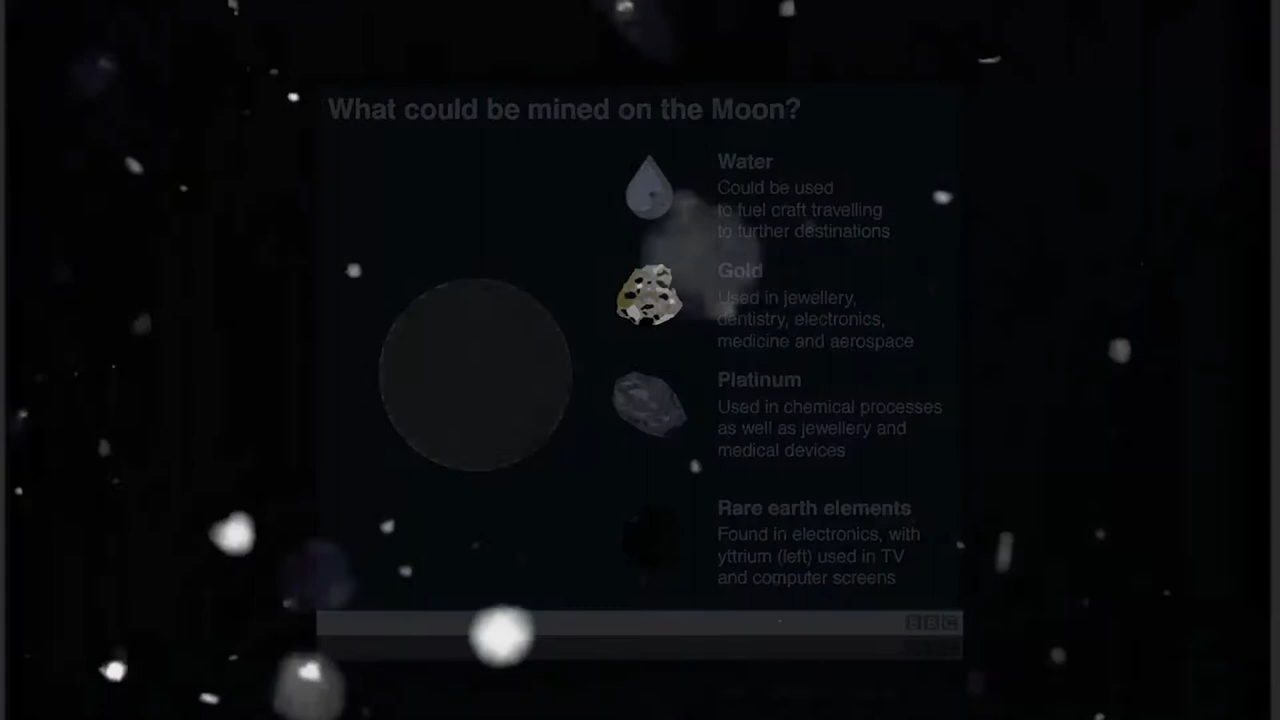 What could be mined on the Moon?
Water
Could be used
to fuel craft travelling
to further destinations
Gold
Used in jewellery,
dentistry, electronics,
medicine and aerospace
Platinum
Used in chemical processes
as well as jewellery and
medical devices
Rare earth elements
Found in electronics, with
yttrium (left) used in TV
and computer screens
BBC